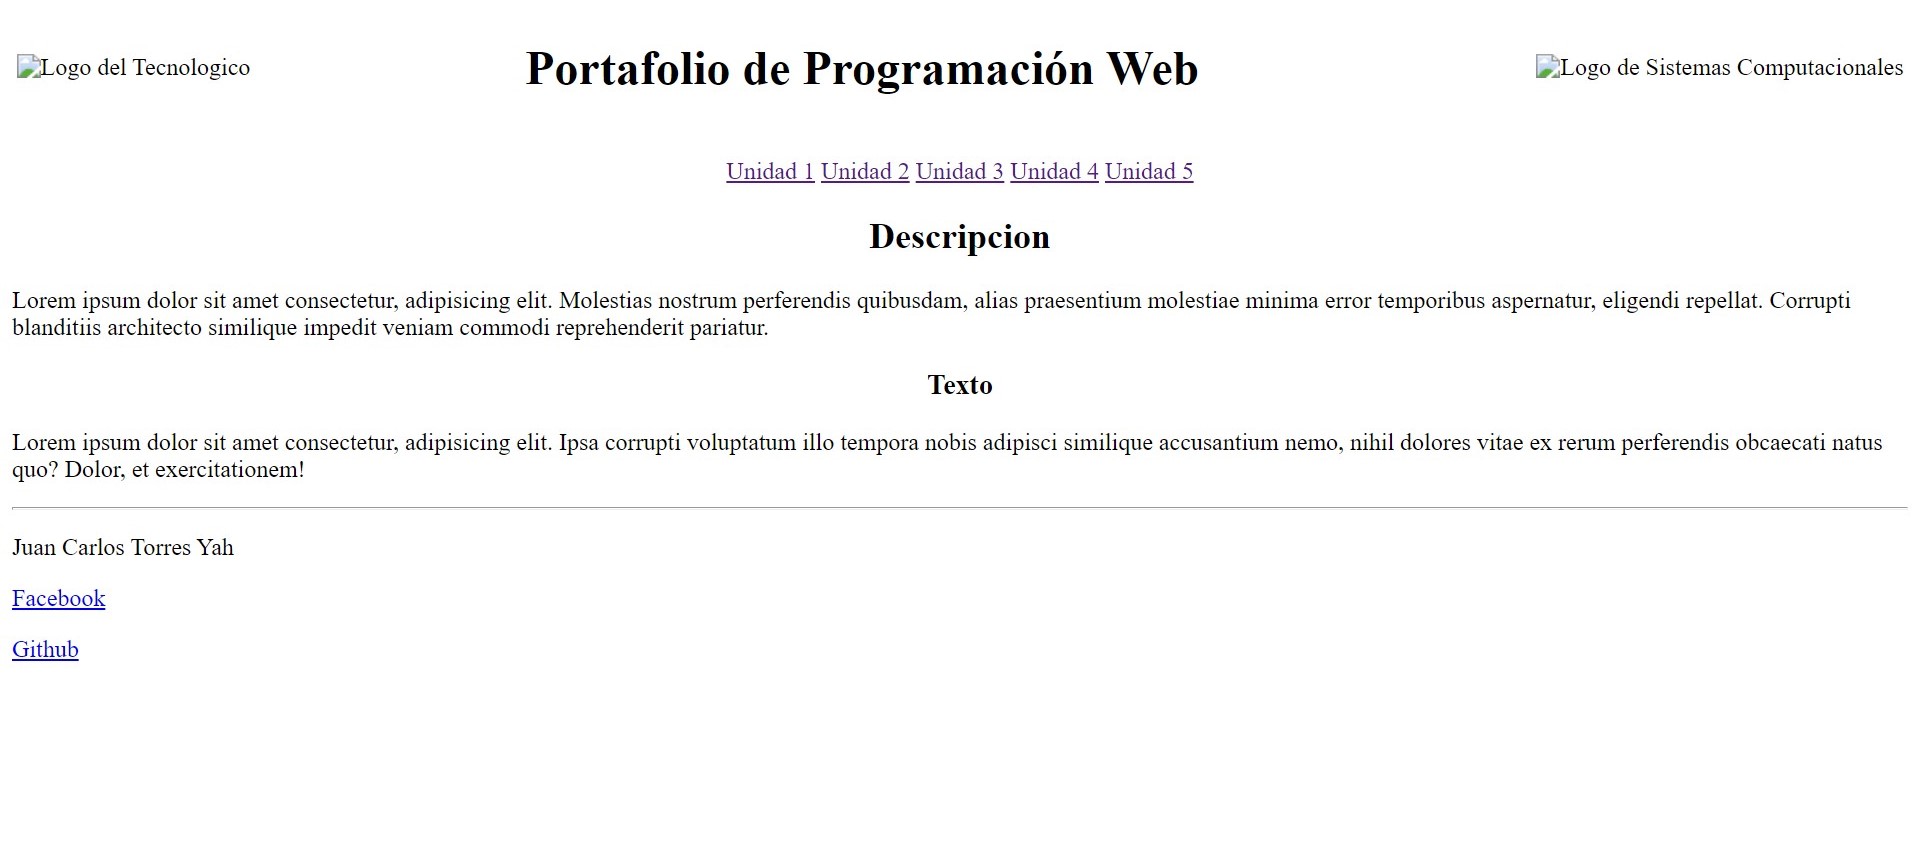 Logo del Tecnologico
Portafolio de Programación Web
Logo de Sistemas Computacionales
Unidad 1 Unidad 2 Unidad 3 Unidad 4 Unidad 5
Descripcion
Lorem ipsum dolor sit amet consectetur, adipisicing elit. Molestias nostrum perferendis quibusdam, alias praesentium molestiae minima error temporibus aspernatur, eligendi repellat. Corrupti
blanditiis architecto similique impedit veniam commodi reprehenderit pariatur.
Texto
Lorem ipsum dolor sit amet consectetur, adipisicing elit. Ipsa corrupti voluptatum illo tempora nobis adipisci similique accusantium nemo, nihil dolores vitae ex rerum perferendis obcaecati natus
quo? Dolor, et exercitationem!
Juan Carlos Torres Yah
Facebook
Github